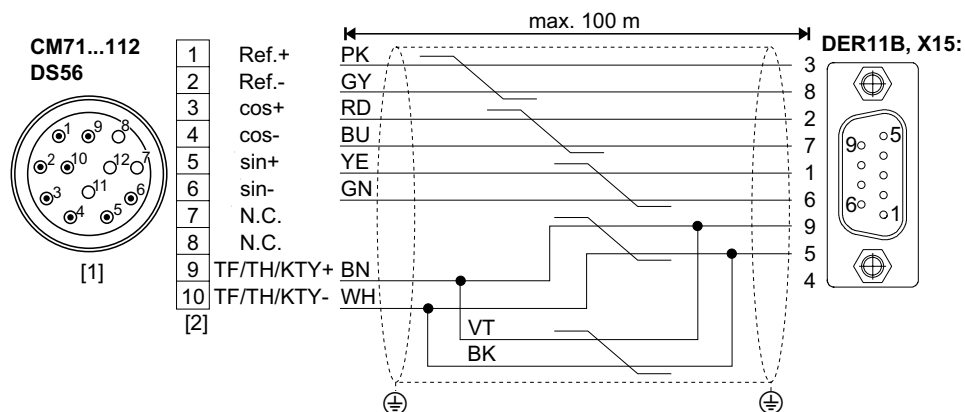 max. 100 m
CM71...112
DS56
DER11B, X15:
1 Ref.+ PK 3
2 Ref.- GY 8
3 cos+ RD 2
4 cos- BU 7
5 sin+ YE 1
6 sin- GN 6
7 N.C. 9
8 N.C. 5
9 TF/TH/KTY+ BN 4
10 TF/TH/KTY- WH
VT
BK
1 9 8
2 10 12 7
3 11 6
4 5
[1]
[2]
9 5
6 1